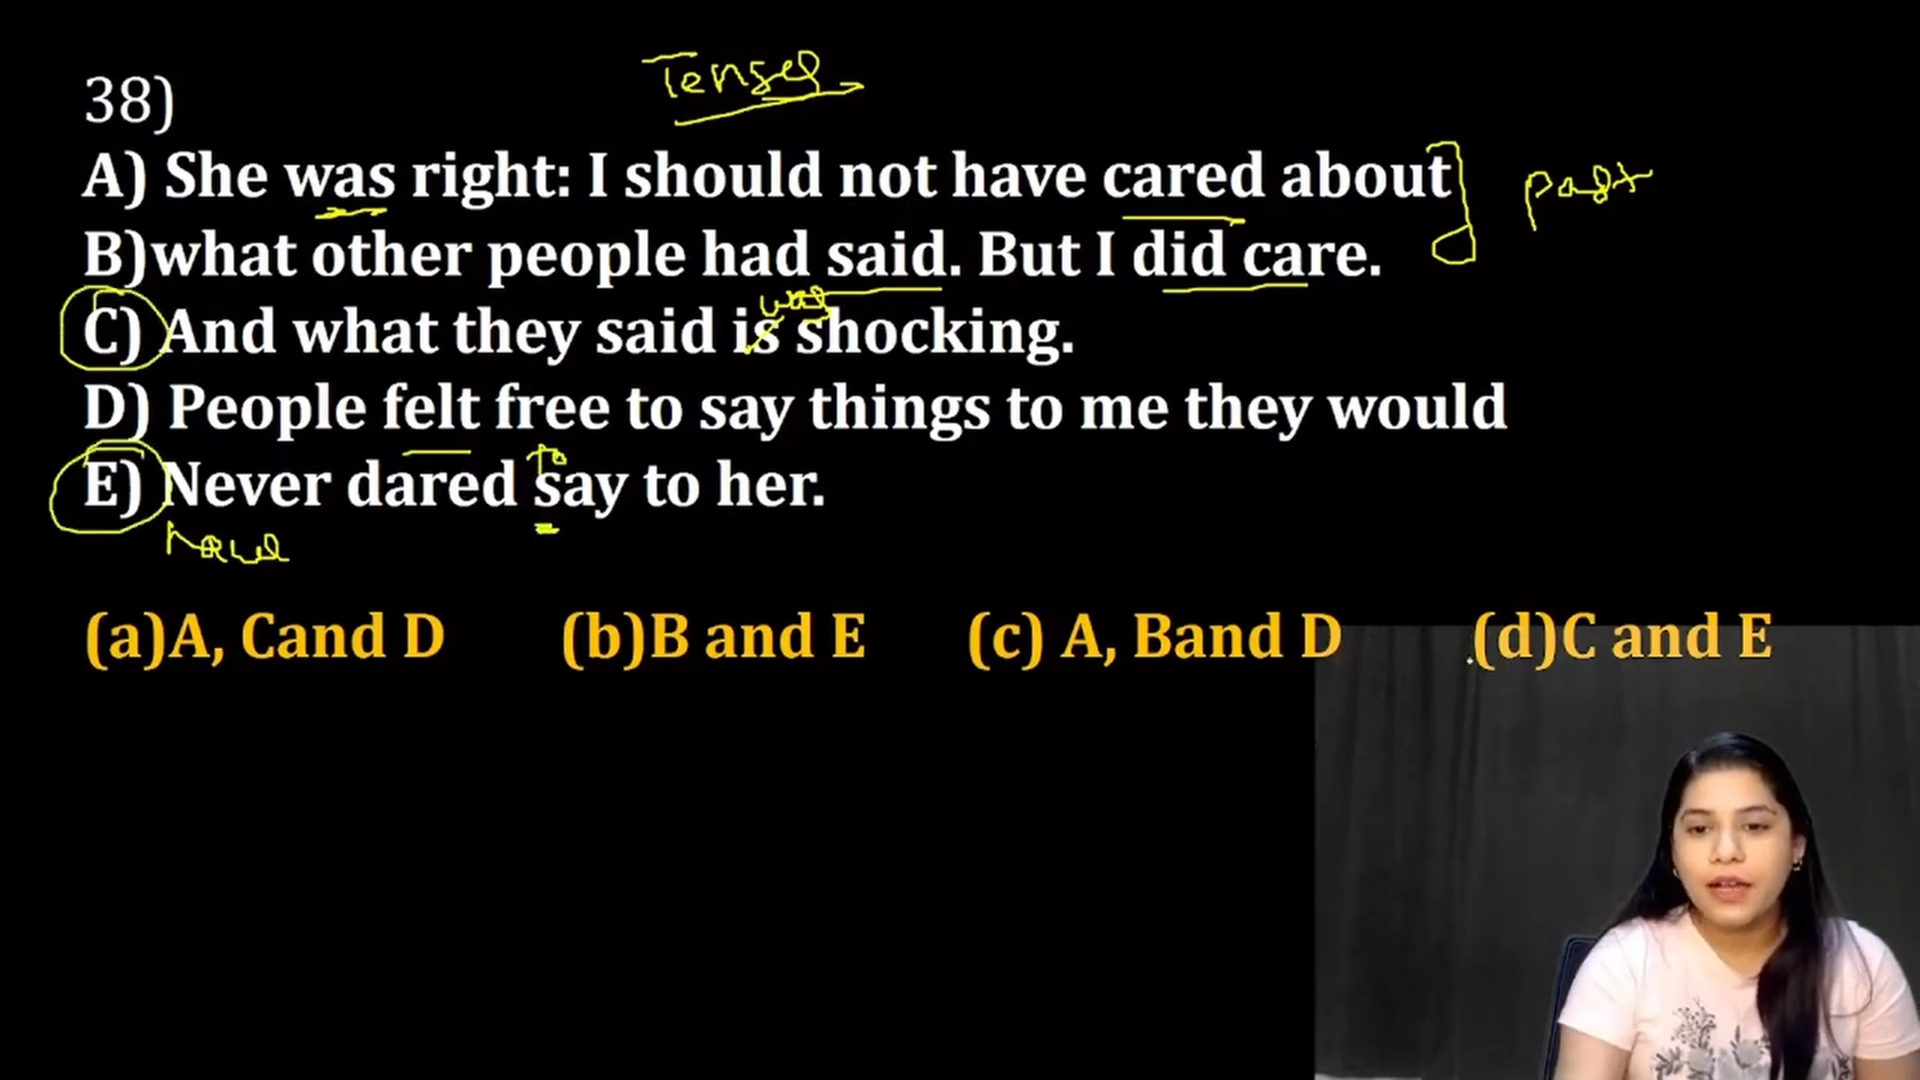 Tenses
38)
A) She was right: I should not have cared about
past
B)what other people had said. But I did care.
was
C) And what they said is shocking.
D) People felt free to say things to me they would
to
E) Never dared say to her.
have
(a)A, Cand D (b)B and E (c) A, Band D (d)C and E